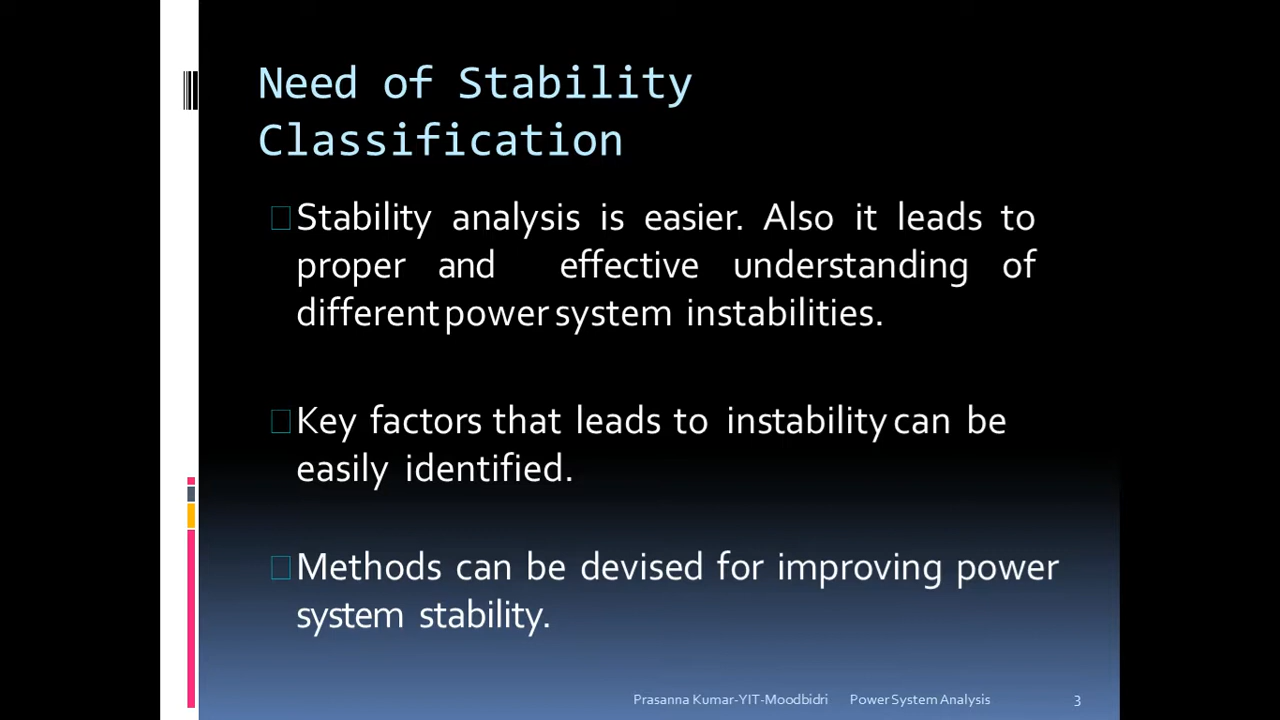 Need of Stability
Classification
Stability analysis is easier. Also it leads to
proper and effective understanding of
different power system instabilities.
Key factors that leads to instability can be
easily identified.
Methods can be devised for improving power
system stability.
Prasanna Kumar-YIT-Moodbidri Power System Analysis 3